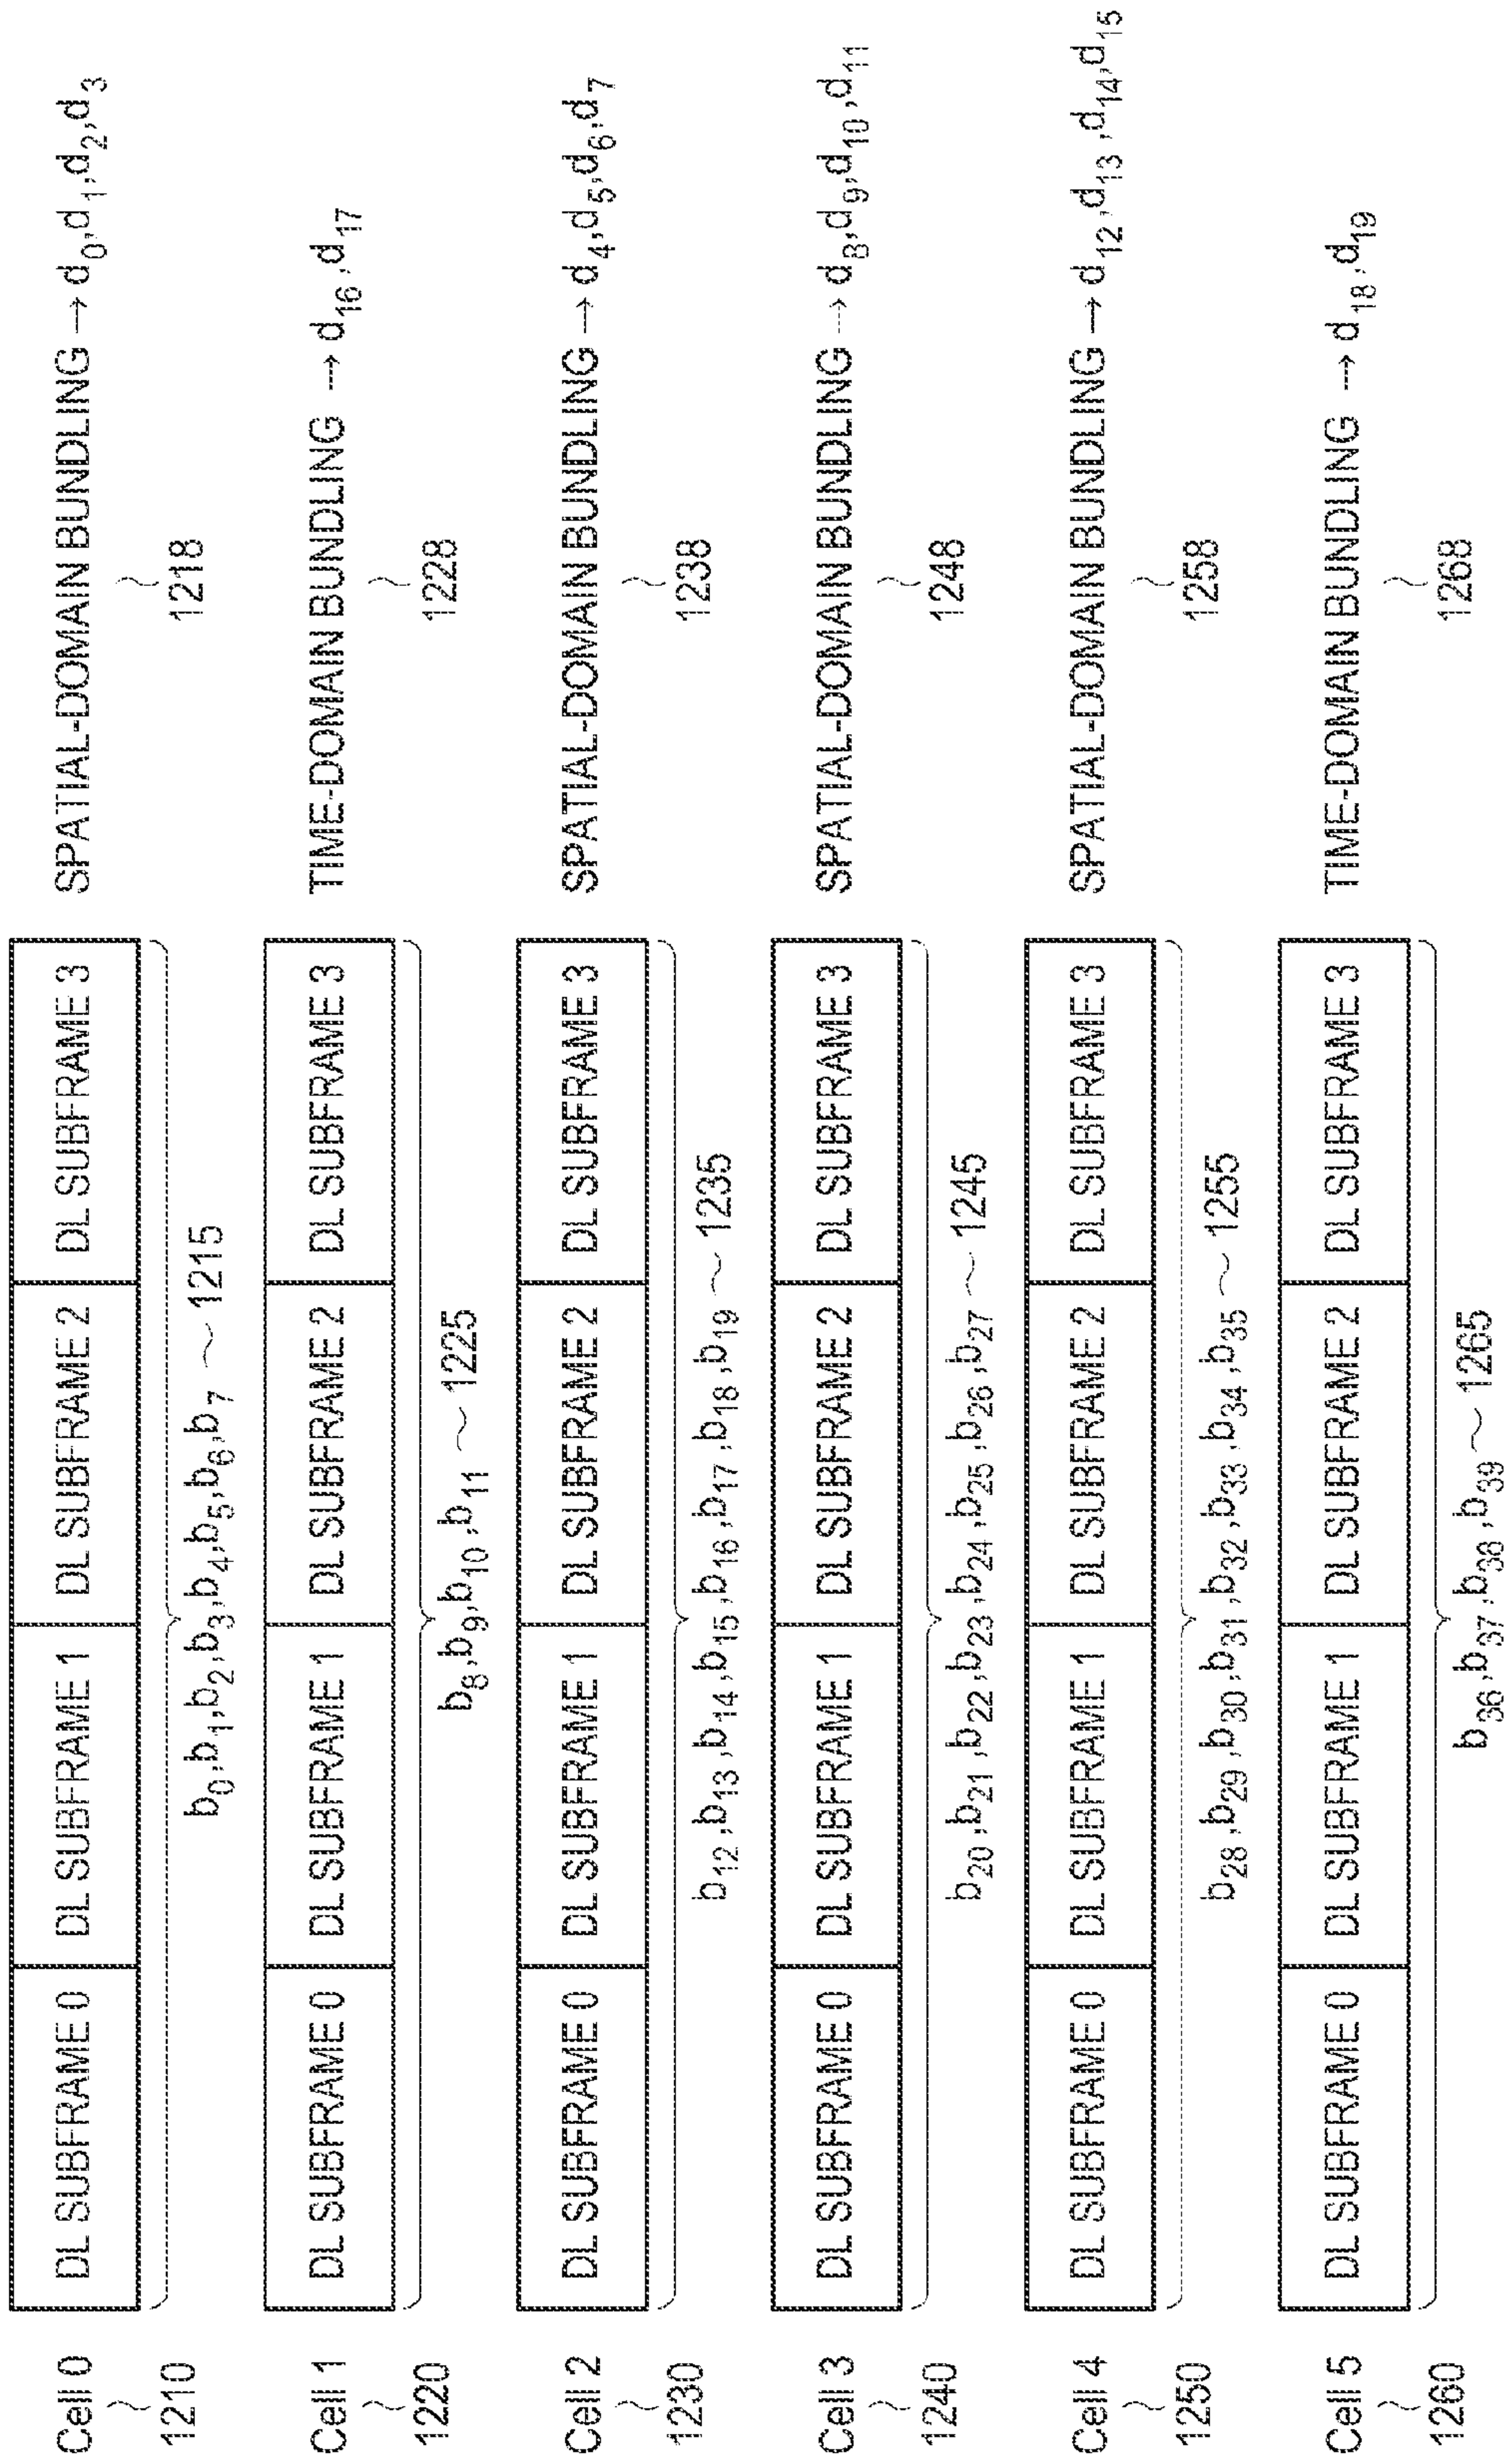 Cell 0 DL SUBFRAME 0 DL SUBFRAME 1 DL SUBFRAME 2 DL SUBFRAME 3 SPATIAL-DOMAIN BUNDLING → d0,d1,d2,d3
1210 b0,b1,b2,b3,b4,b5,b6,b7 ~ 1215 1218
Cell 1 DL SUBFRAME 0 DL SUBFRAME 1 DL SUBFRAME 2 DL SUBFRAME 3 TIME-DOMAIN BUNDLING → d16,d17
1220 b8,b9,b10,b11 ~ 1225 1228
Cell 2 DL SUBFRAME 0 DL SUBFRAME 1 DL SUBFRAME 2 DL SUBFRAME 3 SPATIAL-DOMAIN BUNDLING → d4,d5,d6,d7
1230 b12,b13,b14,b15,b16,b17,b18,b19 ~ 1235 1238
Cell 3 DL SUBFRAME 0 DL SUBFRAME 1 DL SUBFRAME 2 DL SUBFRAME 3 SPATIAL-DOMAIN BUNDLING → d8,d9,d10,d11
1240 b20,b21,b22,b23,b24,b25,b26,b27 ~ 1245 1248
Cell 4 DL SUBFRAME 0 DL SUBFRAME 1 DL SUBFRAME 2 DL SUBFRAME 3 SPATIAL-DOMAIN BUNDLING → d12,d13,d14,d15
1250 b28,b29,b30,b31,b32,b33,b34,b35 ~ 1255 1258
Cell 5 DL SUBFRAME 0 DL SUBFRAME 1 DL SUBFRAME 2 DL SUBFRAME 3 TIME-DOMAIN BUNDLING → d18,d19
1260 b36,b37,b38,b39 ~ 1265 1268